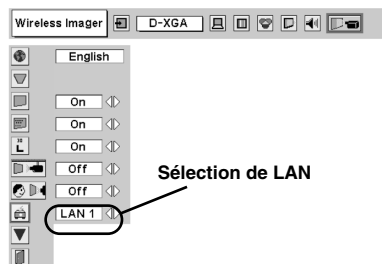 Wireless Imager D-XGA
English
On
On
On
Off
Off
LAN 1
Sélection de LAN